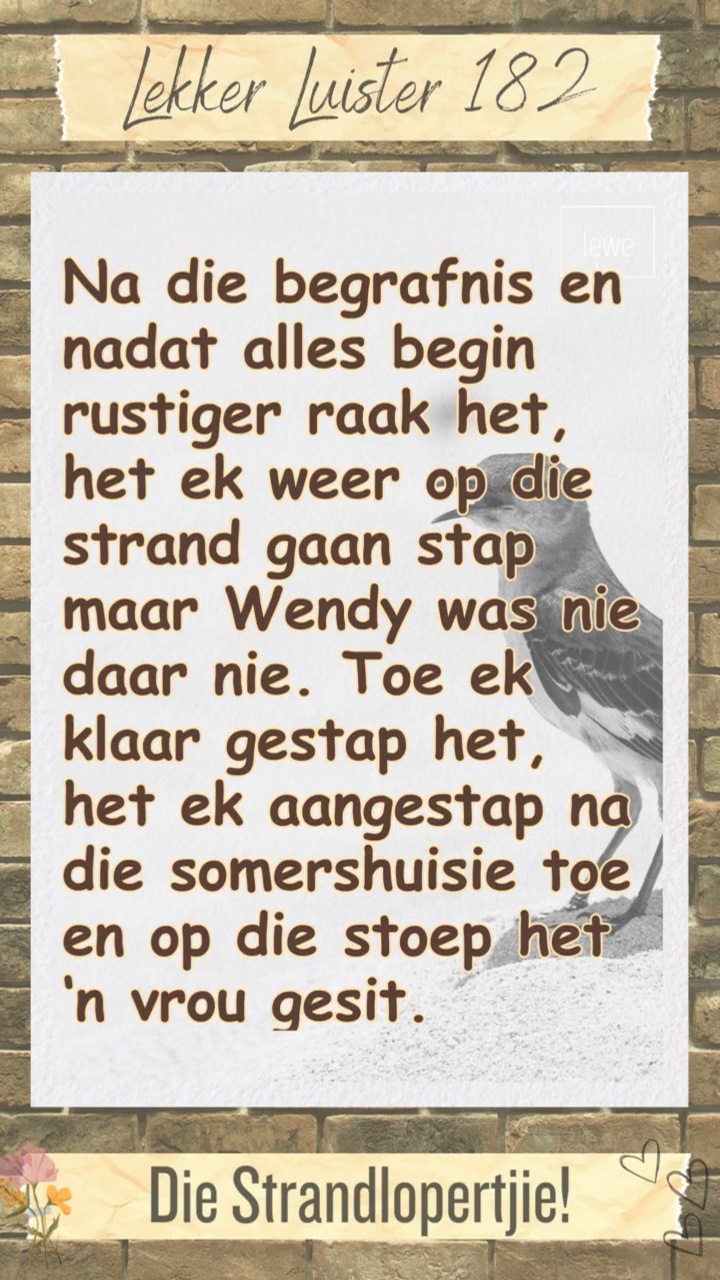 Lekker Luister 182
lewe
Na die begrafnis en
nadat alles begin
rustiger raak het,
het ek weer op die
strand gaan stap
maar Wendy was nie
daar nie. Toe ek
klaar gestap het,
het ek aangestap na
die somershuisie toe
en op die stoep het
'n vrou gesit.
Die Strandlopertjie!